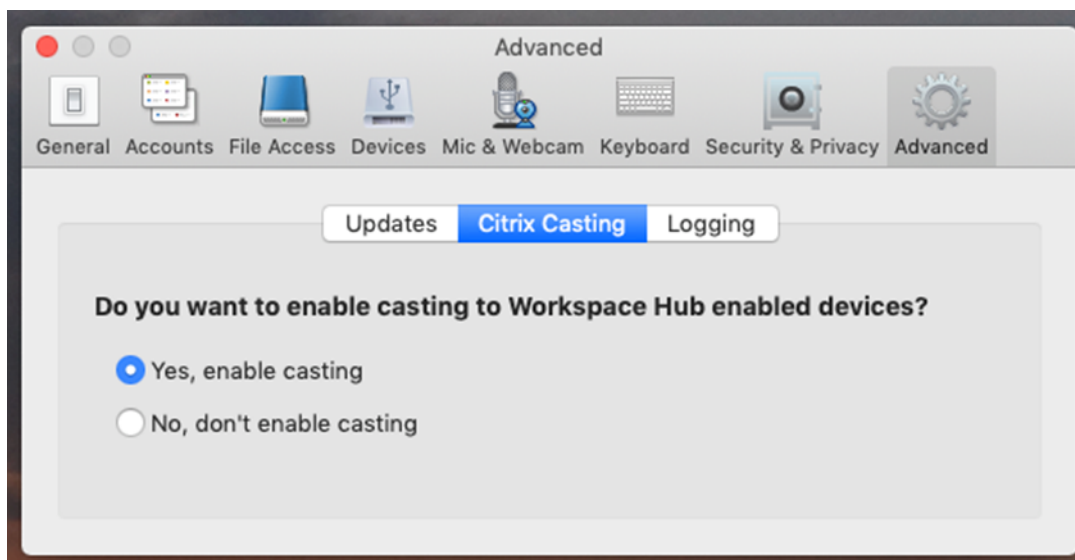 Advanced
General Accounts File Access Devices Mic & Webcam Keyboard Security & Privacy Advanced
Updates Citrix Casting Logging
Do you want to enable casting to Workspace Hub enabled devices?
Yes, enable casting
No, don't enable casting